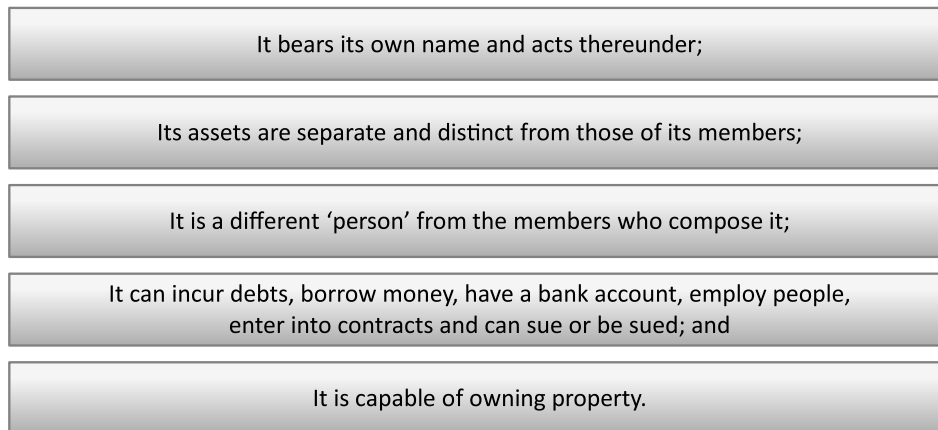 It bears its own name and acts thereunder;
Its assets are separate and distinct from those of its members;
It is a different ‘person’ from the members who compose it;
It can incur debts, borrow money, have a bank account, employ people,
enter into contracts and can sue or be sued; and
It is capable of owning property.